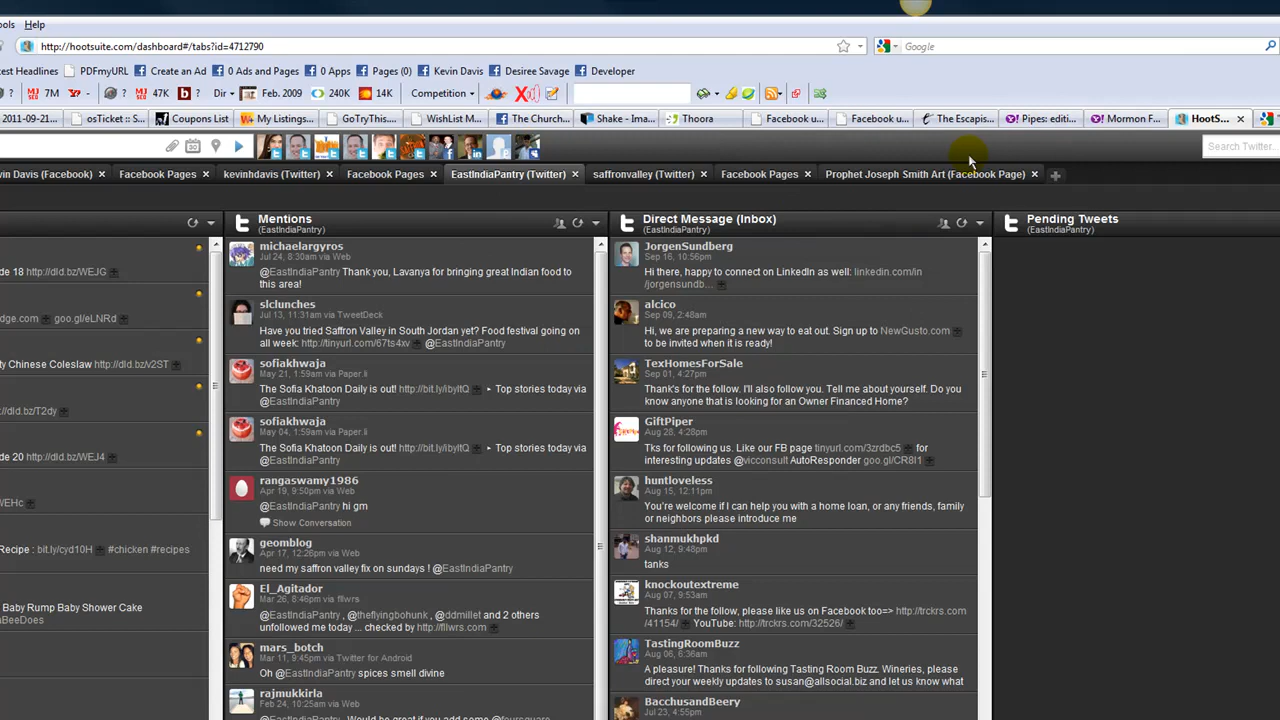 ools Help
http://hootsuite.com/dashboard#/tabs?id=4712790
Google
test Headlines PDFmyURL Create an Ad 0 Ads and Pages 0 Apps Pages (0) Kevin Davis Desiree Savage Developer
? 7M ? ? 47K b ? Dir Feb. 2009 240K 14K Competition
2011-09-21... osTicket :: S... Coupons List My Listings... GoTryThis... WishList M... The Church... Shake - Ima... Thoora Facebook u... Facebook u... The Escapis... Pipes: editi... Mormon F... HootS...
Search Twitter...
vin Davis (Facebook) Facebook Pages kevinhdavis (Twitter) Facebook Pages EastIndiaPantry (Twitter) saffronvalley (Twitter) Facebook Pages Prophet Joseph Smith Art (Facebook Page)
de 18 http://dld.bz/WEJG
dge.com goo.gl/eLNRd
ty Chinese Coleslaw http://dld.bz/v2ST
//dld.bz/T2dy
de 20 http://dld.bz/WEJ4
WEHc
Recipe : bit.ly/cyd10H #chicken #recipes
Baby Rump Baby Shower Cake
aBeeDoes
Mentions
(EastIndiaPantry)
michaelargyros
Jul 24, 8:30am via Web
@EastIndiaPantry Thank you, Lavanya for bringing great Indian food to
this area!
slclunches
Jul 13, 11:31am via TweetDeck
Have you tried Saffron Valley in South Jordan yet? Food festival going on
all week: http://tinyurl.com/67ts4xv @EastIndiaPantry
sofiakhwaja
May 21, 1:59am via Paper.li
The Sofia Khatoon Daily is out! http://bit.ly/ibyltQ ▸ Top stories today via
@EastIndiaPantry
sofiakhwaja
May 04, 1:59am via Paper.li
The Sofia Khatoon Daily is out! http://bit.ly/ibyltQ ▸ Top stories today via
@EastIndiaPantry
rangaswamy1986
Apr 19, 9:50pm via Web
@EastIndiaPantry hi gm
Show Conversation
geomblog
Apr 17, 12:28pm via Web
need my saffron valley fix on sundays ! @EastIndiaPantry
El_Agitador
Mar 26, 8:46pm via fllwrs
@EastIndiaPantry , @theflyingbohunk , @ddmillet and 2 others
unfollowed me today ... checked by http://fllwrs.com
mars_botch
Mar 11, 9:45pm via Twitter for Android
Oh @EastIndiaPantry spices smell divine
rajmukkirla
Feb 24, 10:25am via Web
@EastIndiaPantry Would be great if you add some @foursquare
Direct Message (Inbox)
(EastIndiaPantry)
JorgenSundberg
Sep 16, 10:56pm
Hi there, happy to connect on LinkedIn as well: linkedin.com/in
/jorgensundb...
alcico
Sep 09, 2:48am
Hi, we are preparing a new way to eat out. Sign up to NewGusto.com
to be invited when it is ready!
TexHomesForSale
Sep 01, 4:27pm
Thank's for the follow. I'll also follow you. Tell me about yourself. Do you
know anyone that is looking for an Owner Financed Home?
GiftPiper
Aug 28, 4:28pm
Tks for following us. Like our FB page tinyurl.com/3zrdbc5 for
interesting updates @vicconsult AutoResponder goo.gl/CR8I1
huntloveless
Aug 15, 12:11pm
You're welcome if I can help you with a home loan, or any friends, family
or neighbors please introduce me
shanmukhpkd
Aug 12, 9:48pm
tanks
knockoutextreme
Aug 07, 9:53am
Thanks for the follow, please like us on Facebook too=> http://trckrs.com
/41154/ YouTube: http://trckrs.com/32526/
TastingRoomBuzz
Aug 06, 6:36am
A pleasure! Thanks for following Tasting Room Buzz. Wineries, please
direct your weekly updates to susan@allsocial.biz and let us know what
BacchusandBeery
Jul 23, 4:55pm
Pending Tweets
(EastIndiaPantry)